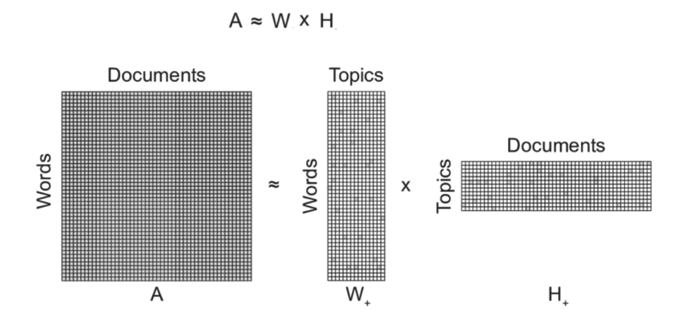 A ≈ W x H
Documents
Topics
Documents
Words
≈
Words
x
Topics
A
W₊
H₊